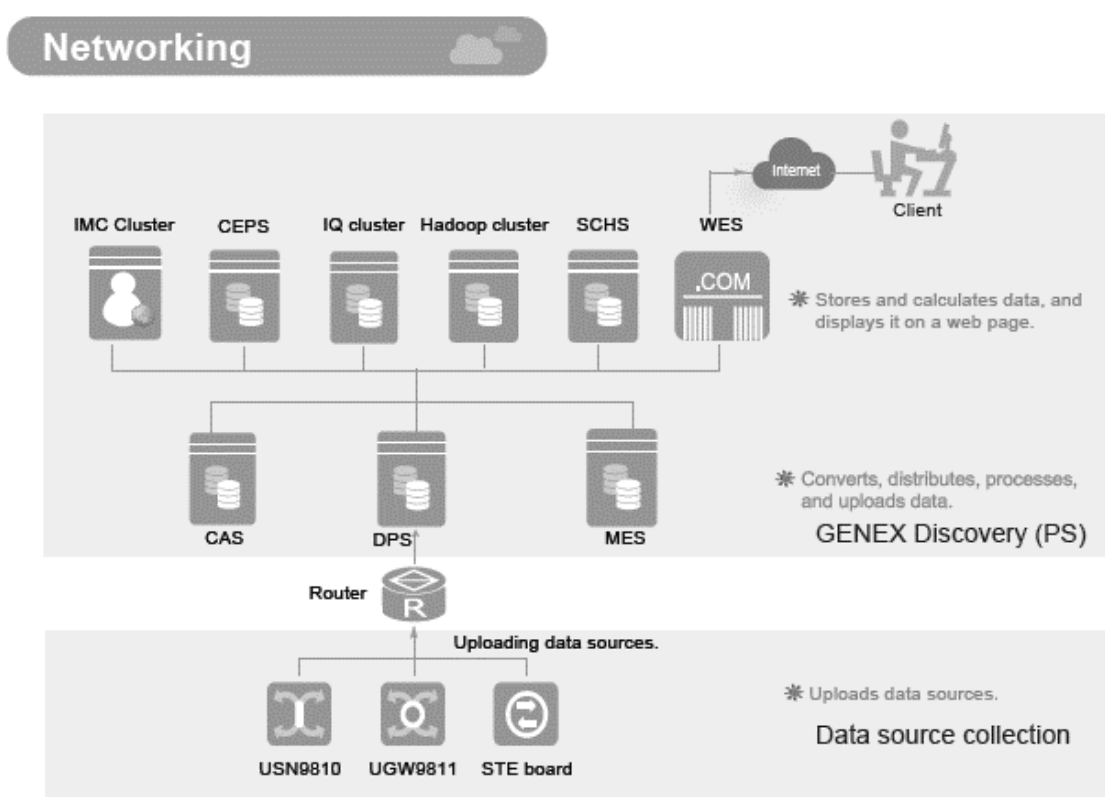 Networking
Internet
Client
IMC Cluster
CEPS
IQ cluster
Hadoop cluster
SCHS
WES
.COM
Stores and calculates data, and
displays it on a web page.
Converts, distributes, processes,
and uploads data.
CAS
DPS
MES
GENEX Discovery (PS)
Router
R
Uploading data sources.
Uploads data sources.
USN9810
UGW9811
STE board
Data source collection